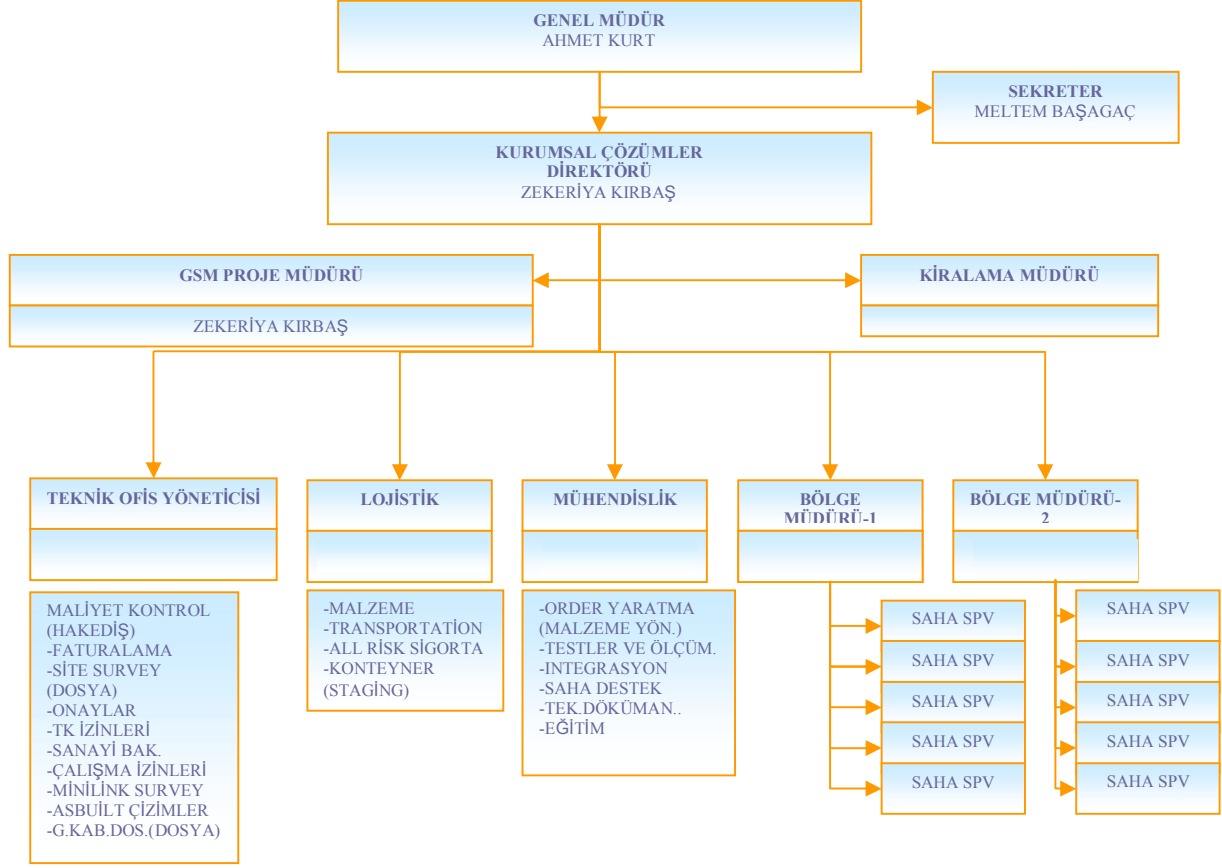 GENEL MÜDÜR
AHMET KURT
SEKRETER
MELTEM BAŞAGAÇ
KURUMSAL ÇÖZÜMLER
DİREKTÖRÜ
ZEKERİYA KIRBAŞ
GSM PROJE MÜDÜRÜ
ZEKERİYA KIRBAŞ
KİRALAMA MÜDÜRÜ
TEKNİK OFİS YÖNETİCİSİ
MALİYET KONTROL
(HAKEDİŞ)
-FATURALAMA
-SİTE SURVEY
(DOSYA)
-ONAYLAR
-TK İZİNLERİ
-SANAYİ BAK.
-ÇALIŞMA İZİNLERİ
-MİNİLİNK SURVEY
-ASBUİLT ÇİZİMLER
-G.KAB.DOS.(DOSYA)
LOJİSTİK
-MALZEME
-TRANSPORTATİON
-ALL RİSK SİGORTA
-KONTEYNER
(STAGİNG)
MÜHENDİSLİK
-ORDER YARATMA
(MALZEME YÖN.)
-TESTLER VE ÖLÇÜM.
-INTEGRASYON
-SAHA DESTEK
-TEK.DÖKÜMAN..
-EĞİTİM
BÖLGE
MÜDÜRÜ-1
SAHA SPV
SAHA SPV
SAHA SPV
SAHA SPV
SAHA SPV
BÖLGE MÜDÜRÜ-
2
SAHA SPV
SAHA SPV
SAHA SPV
SAHA SPV
SAHA SPV